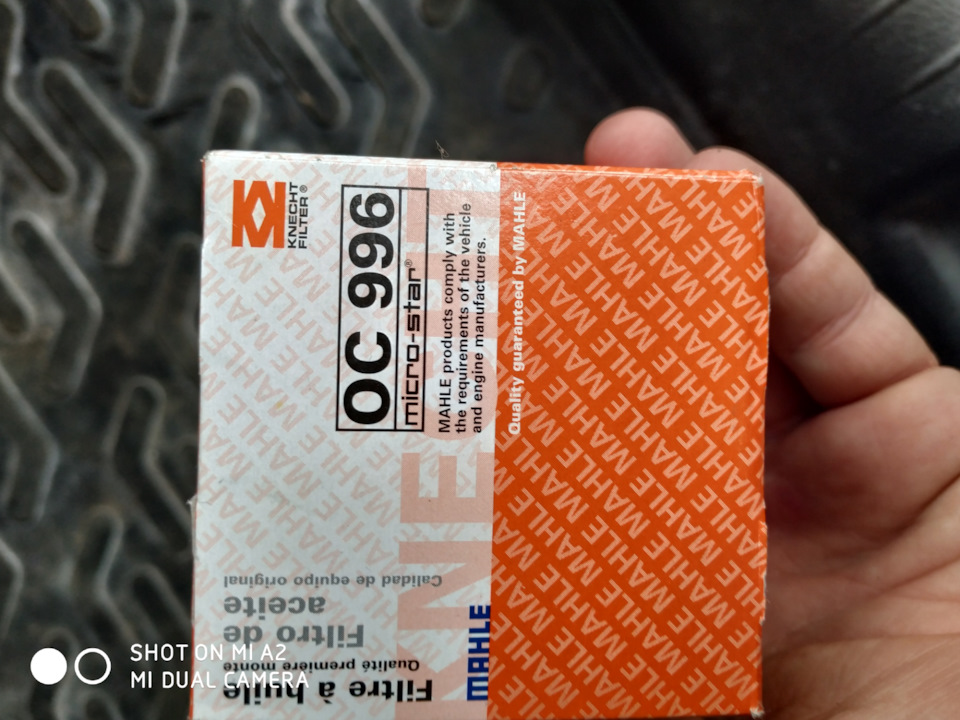 KNECHT
FILTER®
OC 996
micro-star®
MAHLE products comply with
the requirements of the vehicle
and engine manufacturers.
Quality guaranteed by MAHLE
Calidad de equipo original
Filtro de
aceite
Qualité première monte
Filtre à huile
MAHLE
SHOT ON MI A2
MI DUAL CAMERA